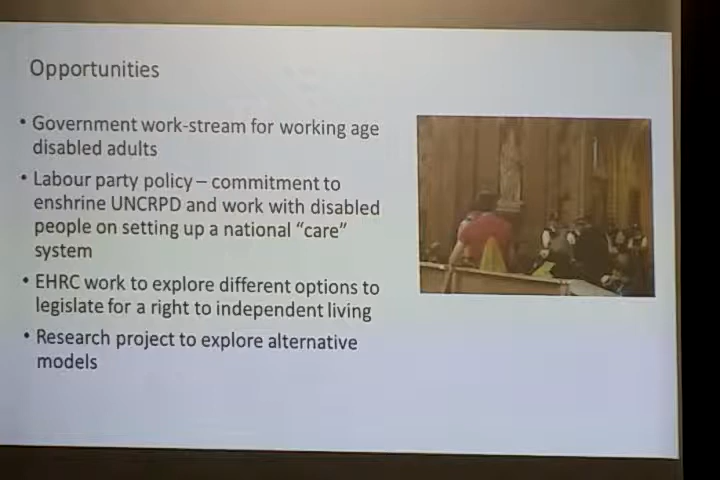 Opportunities
• Government work-stream for working age
disabled adults
• Labour party policy – commitment to
enshrine UNCRPD and work with disabled
people on setting up a national “care”
system
• EHRC work to explore different options to
legislate for a right to independent living
• Research project to explore alternative
models